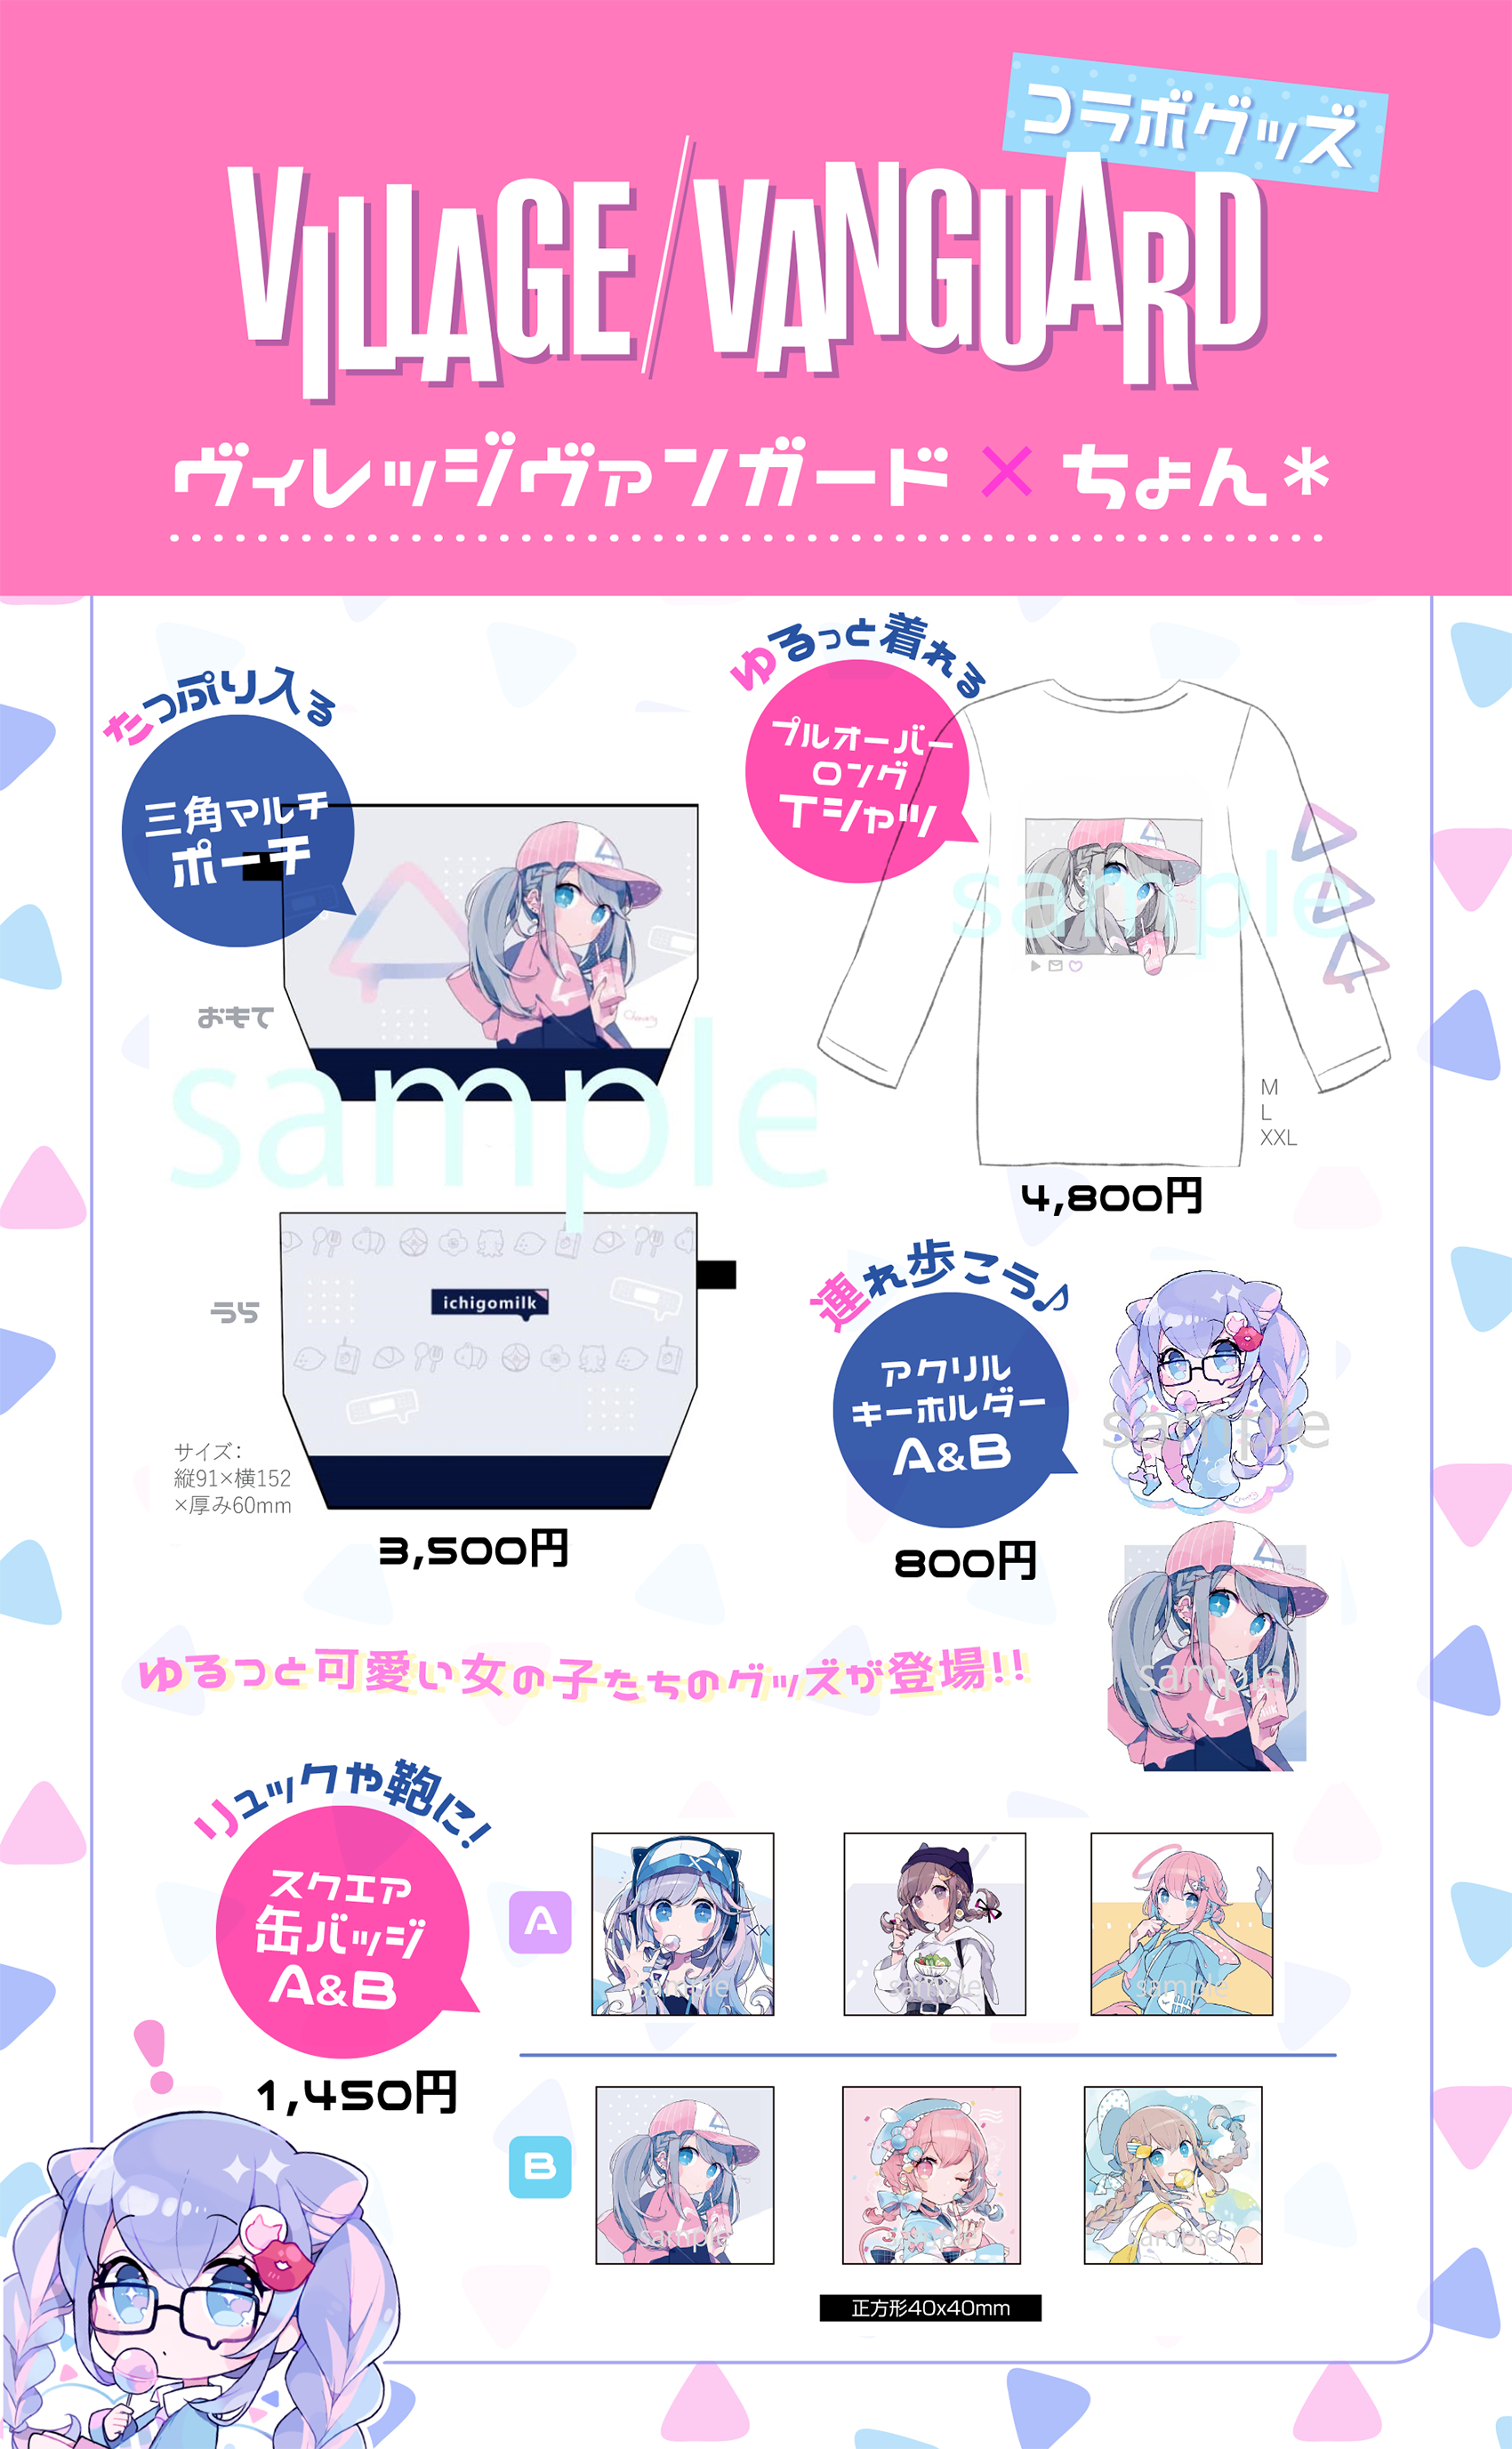 コラボグッズ
VILLAGE/VANGUARD
ヴィレッジヴァンガード×ちょん*
たっぷり入る
三角マルチ
ポーチ
おもて
sample
うら
ichigomilk
サイズ：
縦91×横152
×厚み60mm
3,500円
ゆるっと着れる
プルオーバー
ロング
Tシャツ
sample
M
L
XXL
4,800円
連れ歩こう♪
アクリル
キーホルダー
A&B
800円
sample
sample
ゆるっと可愛い女の子たちのグッズが登場!!
リュックや鞄に!
スクエア
缶バッジ
A&B
1,450円
A
sample
sample
sample
B
sample
sample
sample
正方形40x40mm